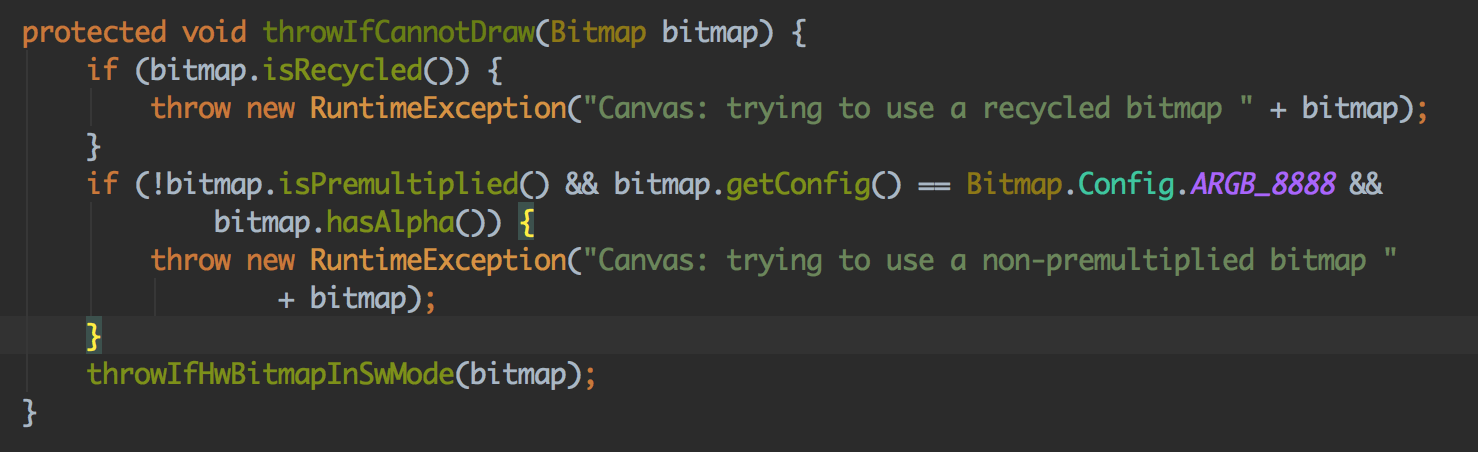 protected void throwIfCannotDraw(Bitmap bitmap) {
    if (bitmap.isRecycled()) {
        throw new RuntimeException("Canvas: trying to use a recycled bitmap " + bitmap);
    }
    if (!bitmap.isPremultiplied() && bitmap.getConfig() == Bitmap.Config.ARGB_8888 &&
            bitmap.hasAlpha()) {
        throw new RuntimeException("Canvas: trying to use a non-premultiplied bitmap "
                + bitmap);
    }
    throwIfHwBitmapInSwMode(bitmap);
}